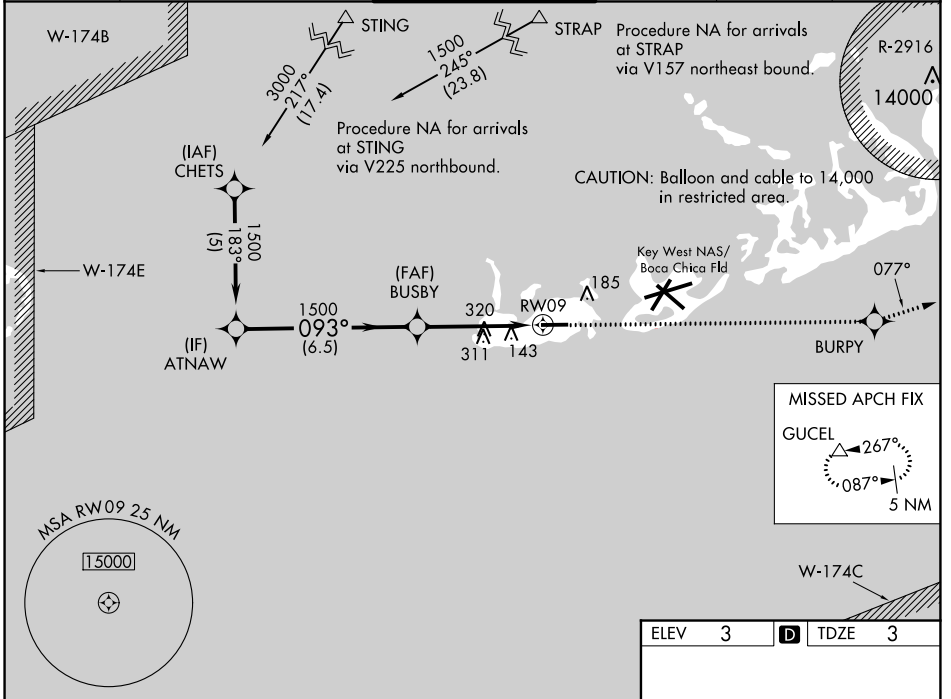 W-174B
STING
3000
217°
(17.4)
STRAP
1500
245°
(23.8)
Procedure NA for arrivals
at STRAP
via V157 northeast bound.
R-2916
14000
Procedure NA for arrivals
at STING
via V225 northbound.
CAUTION: Balloon and cable to 14,000
in restricted area.
(IAF)
CHETS
1500
183°
(5)
W-174E
(FAF)
BUSBY
1500
093°
(6.5)
(IF)
ATNAW
320
311
143
RW09
185
Key West NAS/
Boca Chica Fld
077°
BURPY
MISSED APCH FIX
GUCEL
267°
087°
5 NM
MSA RW09 25 NM
15000
W-174C
ELEV 3 D TDZE 3